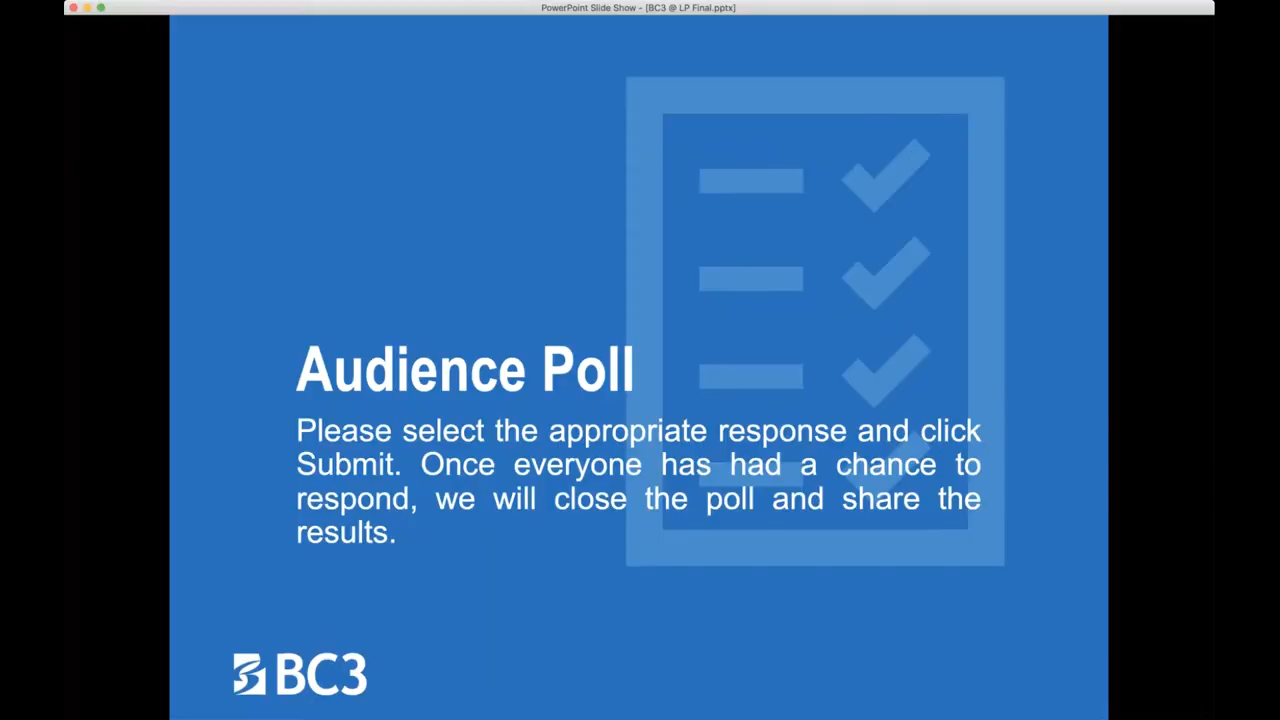 PowerPoint Slide Show - [BC3 @ LP Final.pptx]
Audience Poll
Please select the appropriate response and click
Submit. Once everyone has had a chance to
respond, we will close the poll and share the
results.
BC3